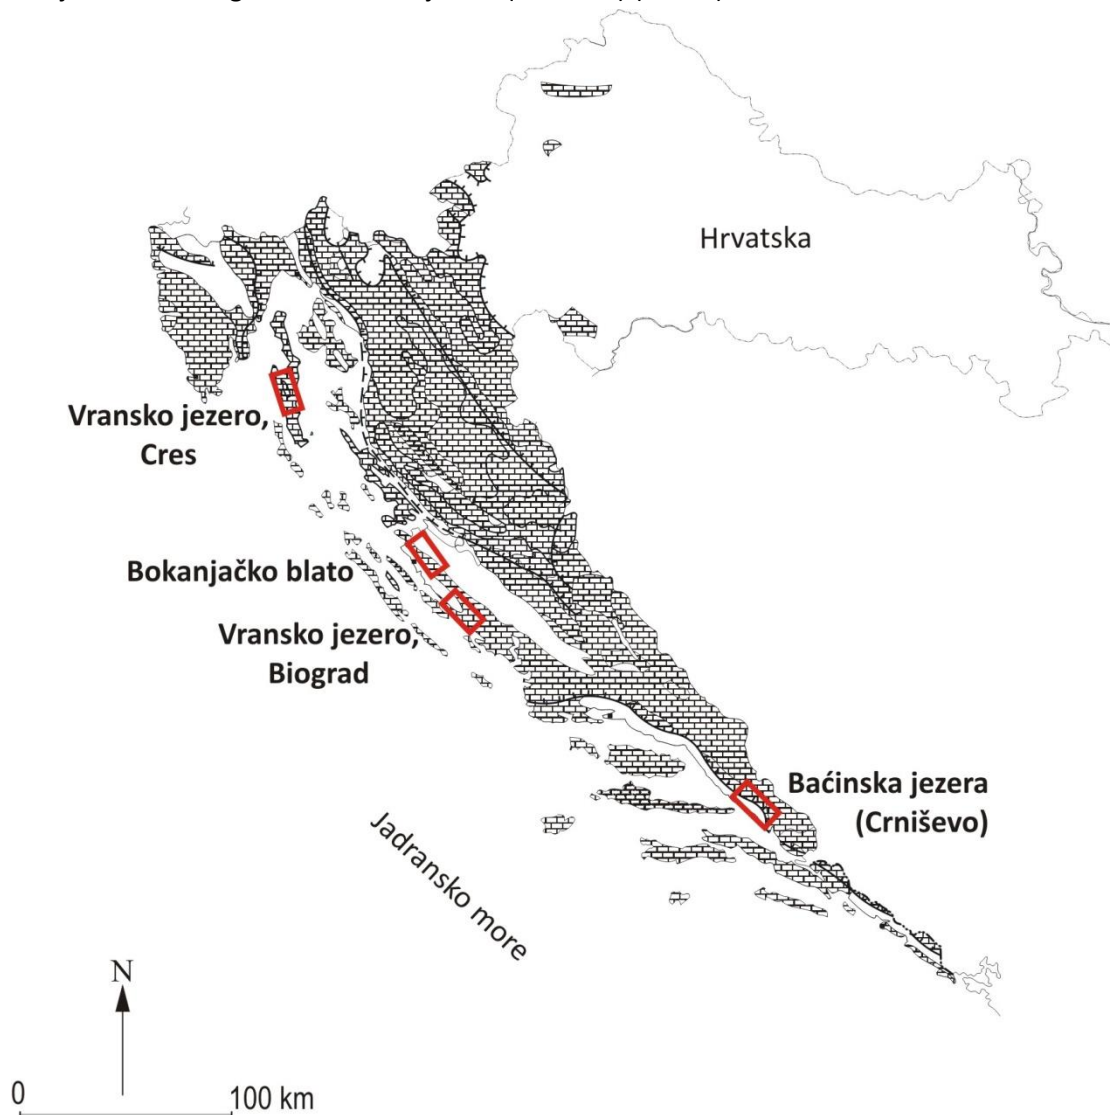 Hrvatska
Vransko jezero,
Cres
Bokanjačko blato
Vransko jezero,
Biograd
Baćinska jezera
(Crniševo)
Jadransko more
N
0
100 km